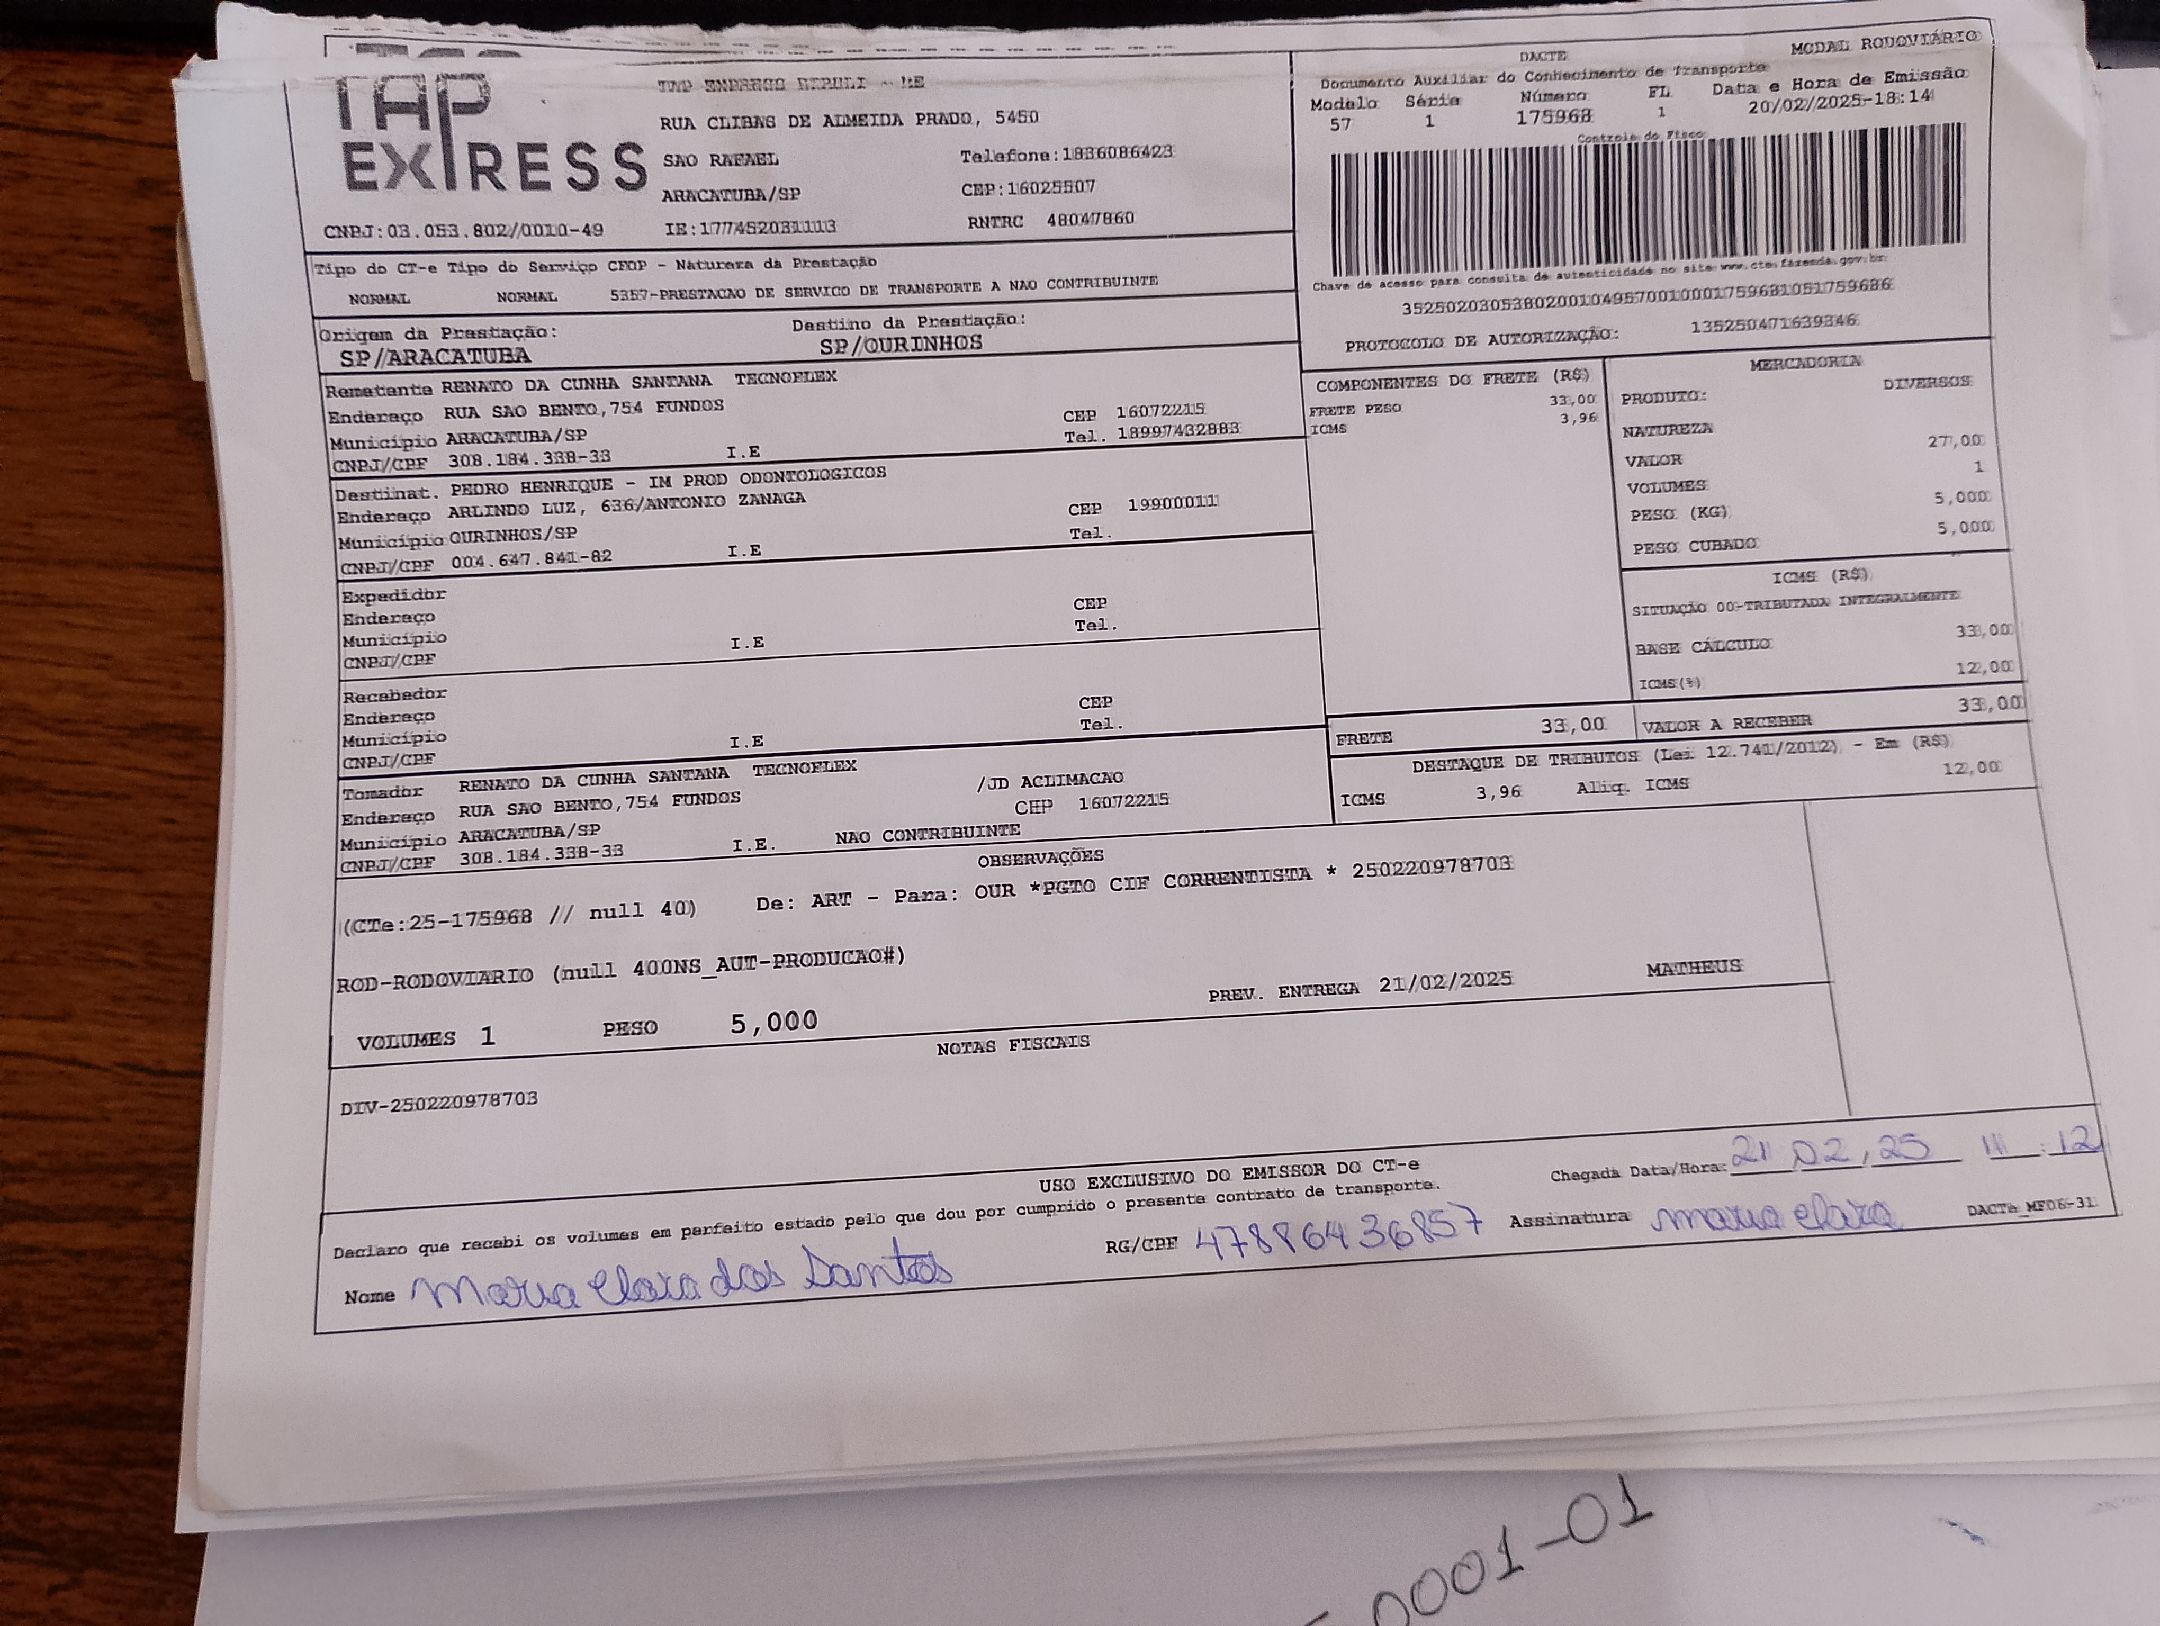 TAP
EXPRESS
RUA CLIBAS DE ALMEIDA PRADO, 5450
SAO RAFAEL Telefone:1836086423
ARACATUBA/SP CEP:16025507
CNPJ:03.053.802/0010-49 IE:177452031113 RNTRC 48047860
DACTE MODAL RODOVIÁRIO
Documento Auxiliar do Conhecimento de Transporte
Modelo Série Número FL Data e Hora de Emissão
57 1 175968 1 20/02/2025-18:14
Controle do Fisco
Chave de acesso para consulta de autenticidade no site www.cte.fazenda.gov.br
35250203053802001049570010001759681051759686
PROTOCOLO DE AUTORIZAÇÃO: 135250471639346
Tipo do CT-e Tipo do Serviço CFOP - Natureza da Prestação
NORMAL NORMAL 5357-PRESTACAO DE SERVICO DE TRANSPORTE A NAO CONTRIBUINTE
Origem da Prestação: Destino da Prestação:
SP/ARACATUBA SP/OURINHOS
Remetente RENATO DA CUNHA SANTANA TECNOFLEX
Endereço RUA SAO BENTO,754 FUNDOS CEP 16072215
Município ARACATUBA/SP Tel. 18997432883
CNPJ/CPF 308.184.338-33 I.E
Destinat. PEDRO HENRIQUE - IM PROD ODONTOLOGICOS
Endereço ARLINDO LUZ, 636/ANTONIO ZANAGA CEP 19900011
Município OURINHOS/SP Tel.
CNPJ/CPF 004.647.841-82 I.E
Expedidor
Endereço CEP
Município Tel.
CNPJ/CPF I.E
Recebedor
Endereço CEP
Município Tel.
CNPJ/CPF I.E
Tomador RENATO DA CUNHA SANTANA TECNOFLEX /JD ACLIMACAO
Endereço RUA SAO BENTO,754 FUNDOS CEP 16072215
Município ARACATUBA/SP
CNPJ/CPF 308.184.338-33 I.E. NAO CONTRIBUINTE
COMPONENTES DO FRETE (R$)
FRETE PESO 33,00
ICMS 3,96
MERCADORIA
PRODUTO: DIVERSOS
NATUREZA
VALOR 27,00
VOLUMES 1
PESO (KG) 5,000
PESO CUBADO 5,000
ICMS (R$)
SITUAÇÃO 00-TRIBUTADA INTEGRALMENTE
BASE CÁLCULO 33,00
ICMS(%) 12,00
FRETE 33,00 VALOR A RECEBER 33,00
DESTAQUE DE TRIBUTOS (Lei 12.741/2012) - Em (R$)
ICMS 3,96 Aliq. ICMS 12,00
OBSERVAÇÕES
(CTe:25-175968 // null 40) De: ART - Para: OUR *PGTO CIF CORRENTISTA * 250220978703
ROD-RODOVIARIO (null 400NS_AUT-PRODUCAO#)
PREV. ENTREGA 21/02/2025 MATHEUS
VOLUMES 1 PESO 5,000
NOTAS FISCAIS
DIV-250220978703
USO EXCLUSIVO DO EMISSOR DO CT-e
Declaro que recebi os volumes em perfeito estado pelo que dou por cumprido o presente contrato de transporte.
Chegada Data/Hora: 21 02, 25 11 : 12
Nome Maria Clara dos Santos RG/CPF 47886436857 Assinatura Maria Clara DACTe_MF06-31
0001-01